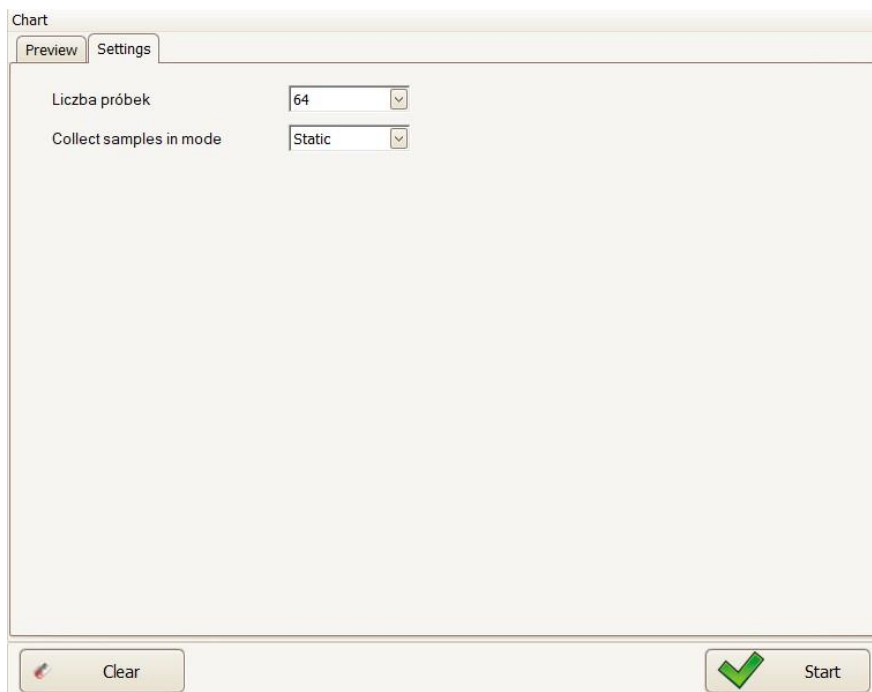 Chart
Preview Settings
Liczba próbek 64
Collect samples in mode Static
Clear Start